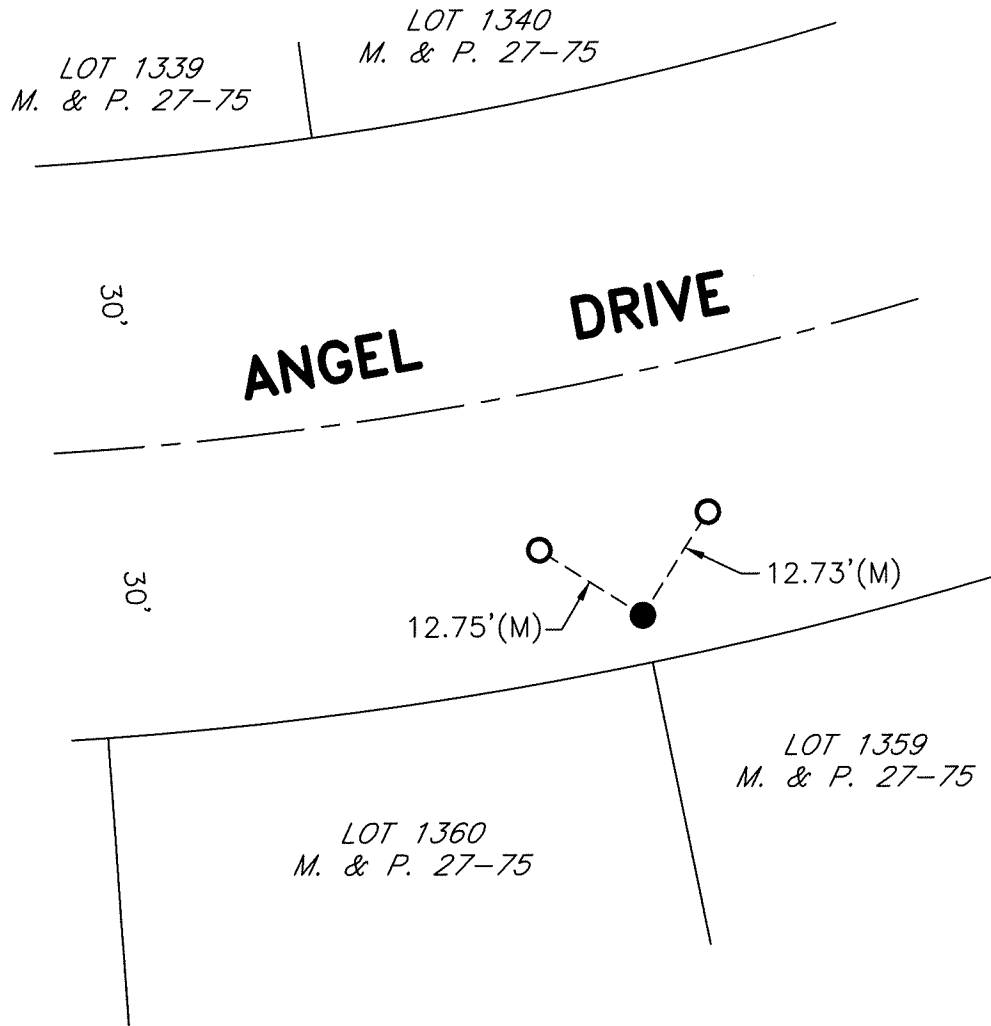 LOT 1340
M. & P. 27-75
LOT 1339
M. & P. 27-75
30'
ANGEL DRIVE
30'
12.75'(M)
12.73'(M)
LOT 1359
M. & P. 27-75
LOT 1360
M. & P. 27-75